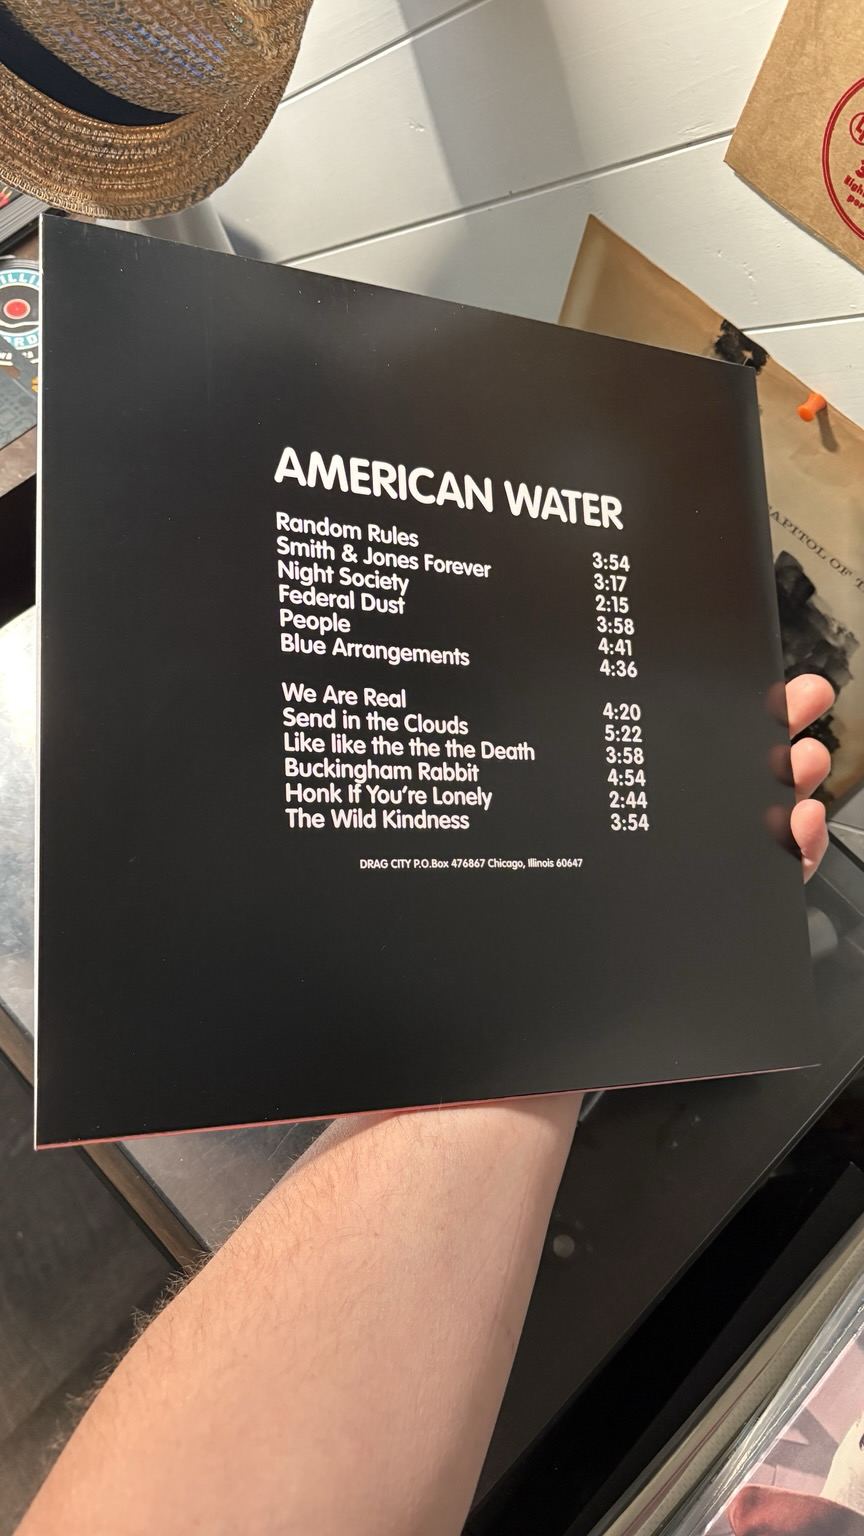 AMERICAN WATER
Random Rules 3:54
Smith & Jones Forever 3:17
Night Society 2:15
Federal Dust 3:58
People 4:41
Blue Arrangements 4:36
We Are Real 4:20
Send in the Clouds 5:22
Like like the the the Death 3:58
Buckingham Rabbit 4:54
Honk If You're Lonely 2:44
The Wild Kindness 3:54
DRAG CITY P.O.Box 476867 Chicago, Illinois 60647
APITOL OF